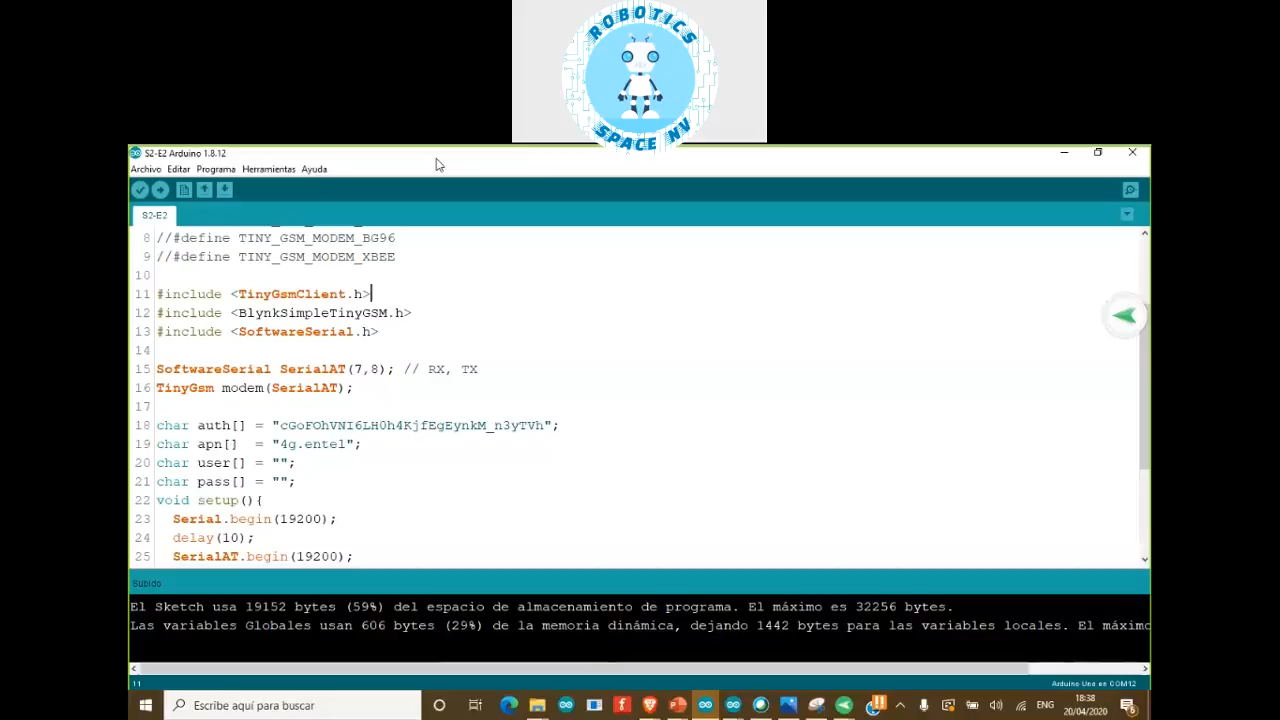 ROBOTICS
SPACE NV
S2-E2 Arduino 1.8.12
Archivo Editar Programa Herramientas Ayuda
S2-E2
8 //#define TINY_GSM_MODEM_BG96
9 //#define TINY_GSM_MODEM_XBEE
10
11 #include <TinyGsmClient.h>
12 #include <BlynkSimpleTinyGSM.h>
13 #include <SoftwareSerial.h>
14
15 SoftwareSerial SerialAT(7,8); // RX, TX
16 TinyGsm modem(SerialAT);
17
18 char auth[] = "cGoFOhVNI6LH0h4KjfEgEynkM_n3yTVh";
19 char apn[] = "4g.entel";
20 char user[] = "";
21 char pass[] = "";
22 void setup(){
23 Serial.begin(19200);
24 delay(10);
25 SerialAT.begin(19200);
Subido
El Sketch usa 19152 bytes (59%) del espacio de almacenamiento de programa. El máximo es 32256 bytes.
Las variables Globales usan 606 bytes (29%) de la memoria dinámica, dejando 1442 bytes para las variables locales. El máximo
11
Arduino Uno en COM12
Escribe aquí para buscar
ENG
18:38
20/04/2020
6